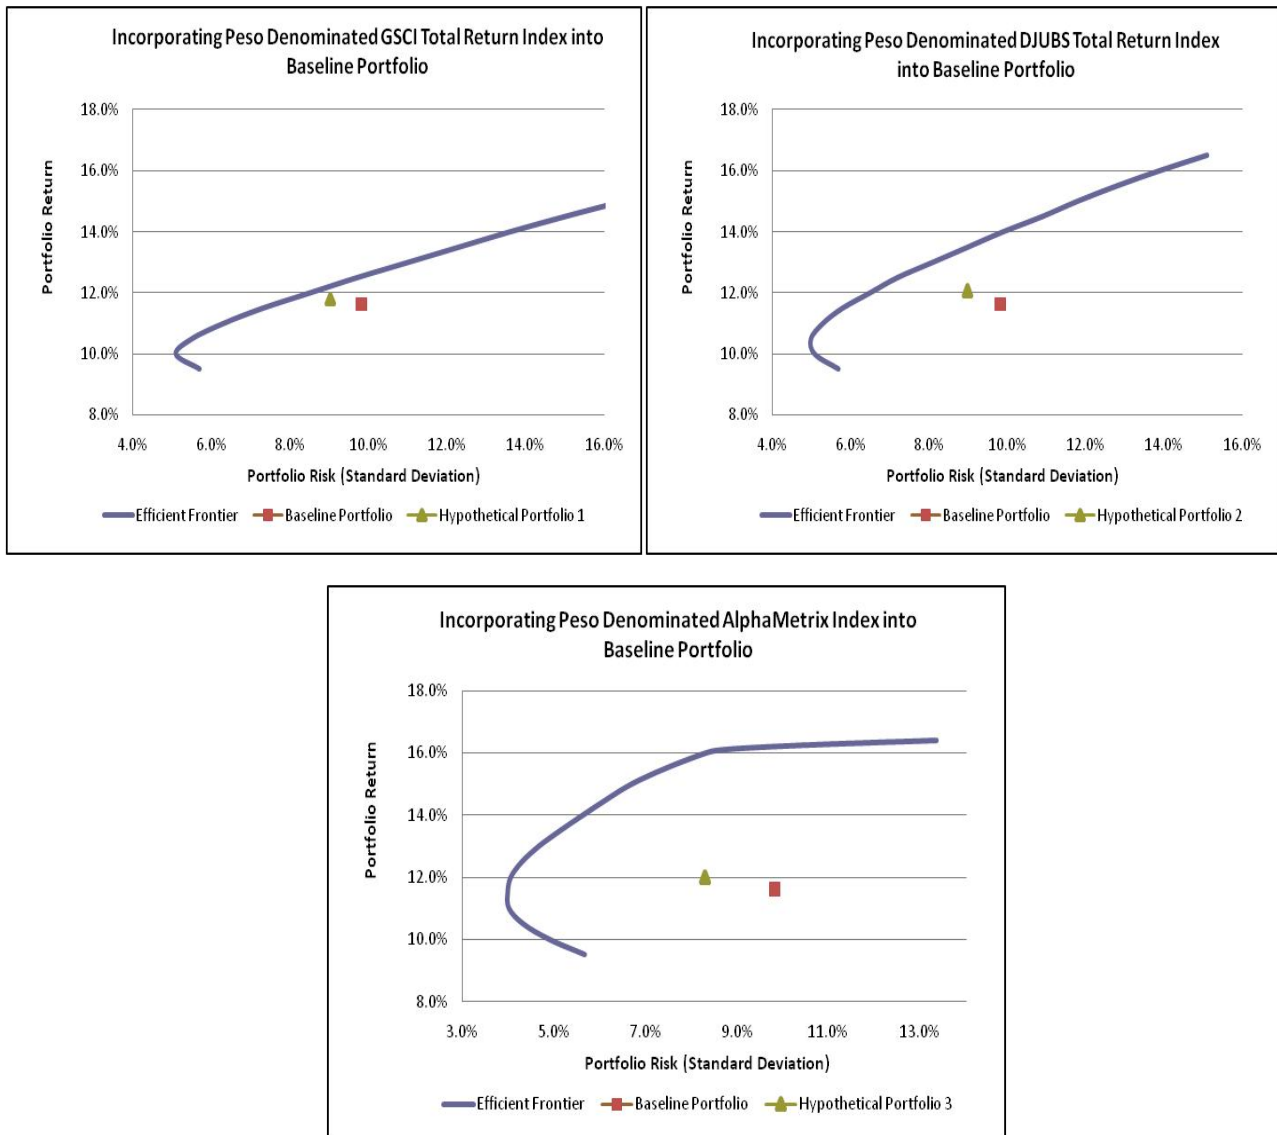 Incorporating Peso Denominated GSCI Total Return Index into
Baseline Portfolio
18.0%
16.0%
14.0%
12.0%
10.0%
8.0%
Portfolio Return
4.0% 6.0% 8.0% 10.0% 12.0% 14.0% 16.0%
Portfolio Risk (Standard Deviation)
Efficient Frontier Baseline Portfolio Hypothetical Portfolio 1
Incorporating Peso Denominated DJUBS Total Return Index
into Baseline Portfolio
18.0%
16.0%
14.0%
12.0%
10.0%
8.0%
Portfolio Return
4.0% 6.0% 8.0% 10.0% 12.0% 14.0% 16.0%
Portfolio Risk (Standard Deviation)
Efficient Frontier Baseline Portfolio Hypothetical Portfolio 2
Incorporating Peso Denominated AlphaMetrix Index into
Baseline Portfolio
18.0%
16.0%
14.0%
12.0%
10.0%
8.0%
Portfolio Return
3.0% 5.0% 7.0% 9.0% 11.0% 13.0%
Portfolio Risk (Standard Deviation)
Efficient Frontier Baseline Portfolio Hypothetical Portfolio 3